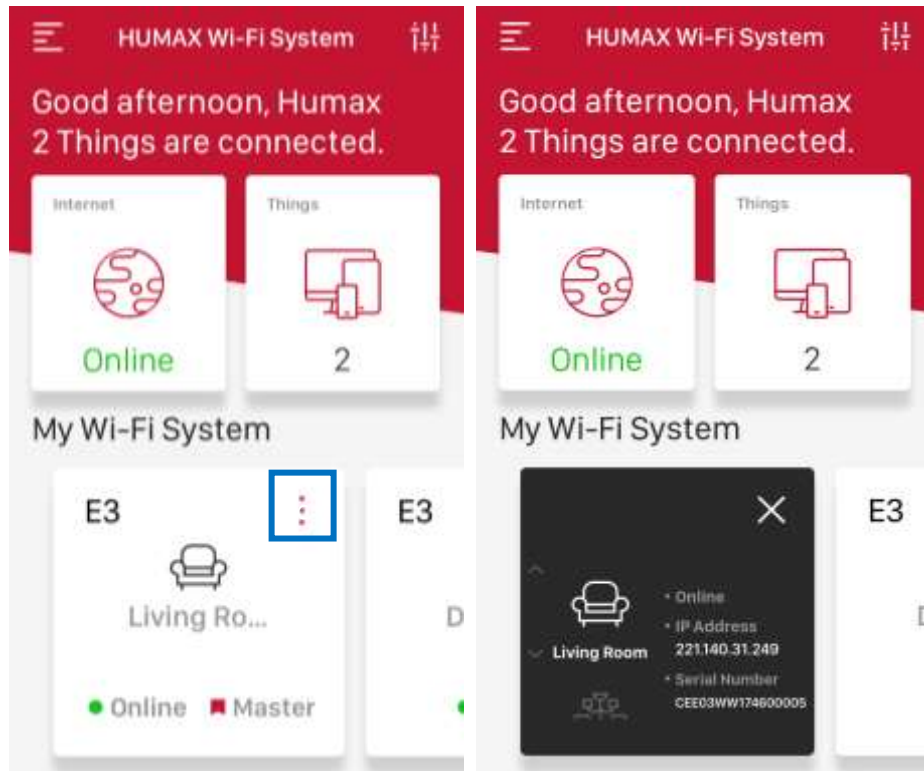 HUMAX Wi-Fi System
Good afternoon, Humax
2 Things are connected.
Internet
Things
Online
2
My Wi-Fi System
E3
Living Ro...
Online
Master
E3
D
HUMAX Wi-Fi System
Good afternoon, Humax
2 Things are connected.
Internet
Things
Online
2
My Wi-Fi System
Living Room
• Online
• IP Address
221.140.31.249
• Serial Number
CEE03WW174600005
E3